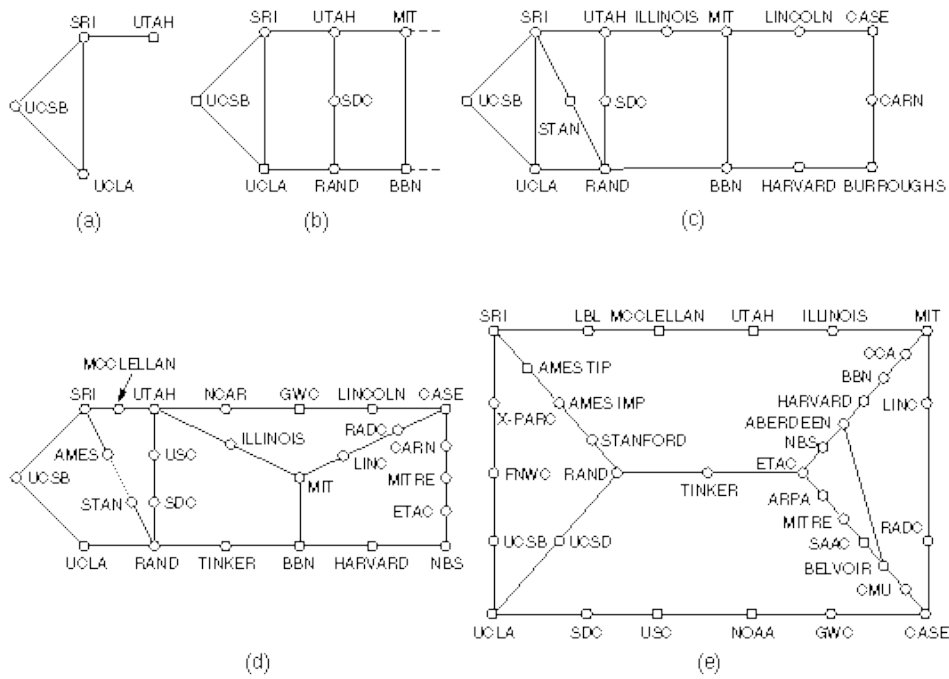 SRI UTAH
UCSB
UCLA
(a)
SRI UTAH MIT
UCSB SDC
UCLA RAND BBN
(b)
SRI UTAH ILLINOIS MIT LINCOLN CASE
UCSB SDC CARN
STAN
UCLA RAND BBN HARVARD BURROUGHS
(c)
MCCLELLAN
SRI UTAH NCAR GWC LINCOLN CASE
RADC
ILLINOIS CARN
AMES USC LINC
UCSB MIT MITRE
STAN SDC ETAC
UCLA RAND TINKER BBN HARVARD NBS
(d)
SRI LBL MCCLELLAN UTAH ILLINOIS MIT
CCA
AMES TIP BBN
X-PARC AMES IMP HARVARD LINC
ABERDEEN
STANFORD NBS
FNWC RAND TINKER ETAC
ARPA
MITRE RADC
UCSB UCSD SAAC
BELVOIR
CMU
UCLA SDC USC NOAA GWC CASE
(e)